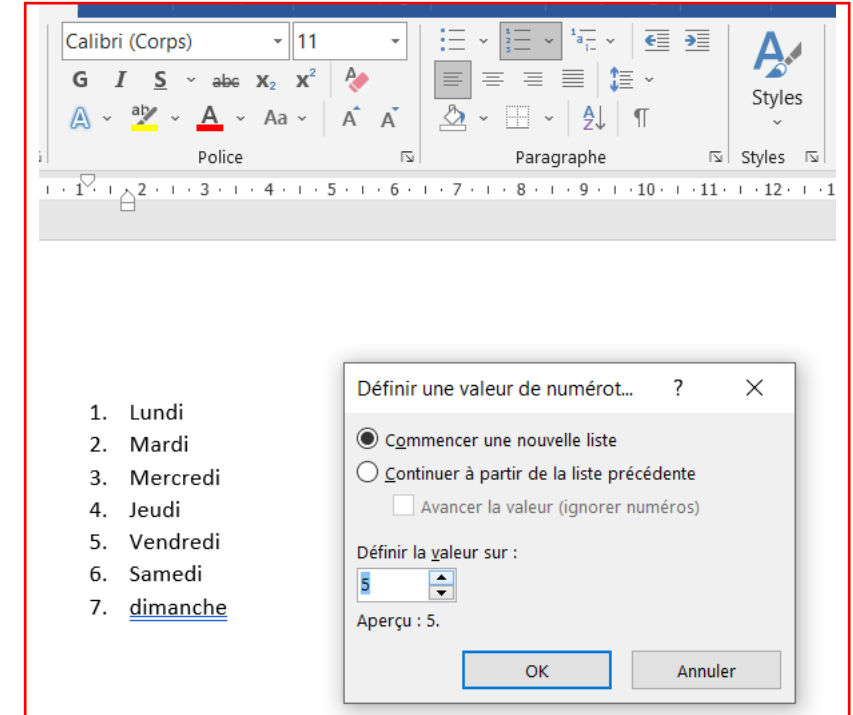 Calibri (Corps) 11
G I S abc X₂ X²
A ab A Aa A A
Styles
Police Paragraphe Styles
1 2 3 4 5 6 7 8 9 10 11 12 1
Définir une valeur de numérot... ? ×
Commencer une nouvelle liste
Continuer à partir de la liste précédente
Avancer la valeur (ignorer numéros)
Définir la valeur sur :
5
Aperçu : 5.
OK Annuler
1. Lundi
2. Mardi
3. Mercredi
4. Jeudi
5. Vendredi
6. Samedi
7. dimanche